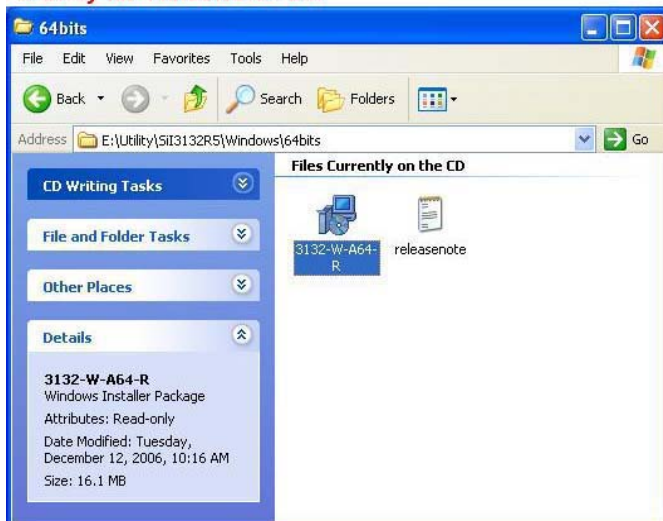 64bits
File Edit View Favorites Tools Help
Back Search Folders
Address E:\Utility\SiI3132R5\Windows\64bits Go
CD Writing Tasks
File and Folder Tasks
Other Places
Details
3132-W-A64-R
Windows Installer Package
Attributes: Read-only
Date Modified: Tuesday,
December 12, 2006, 10:16 AM
Size: 16.1 MB
Files Currently on the CD
3132-W-A64-
R
releasenote